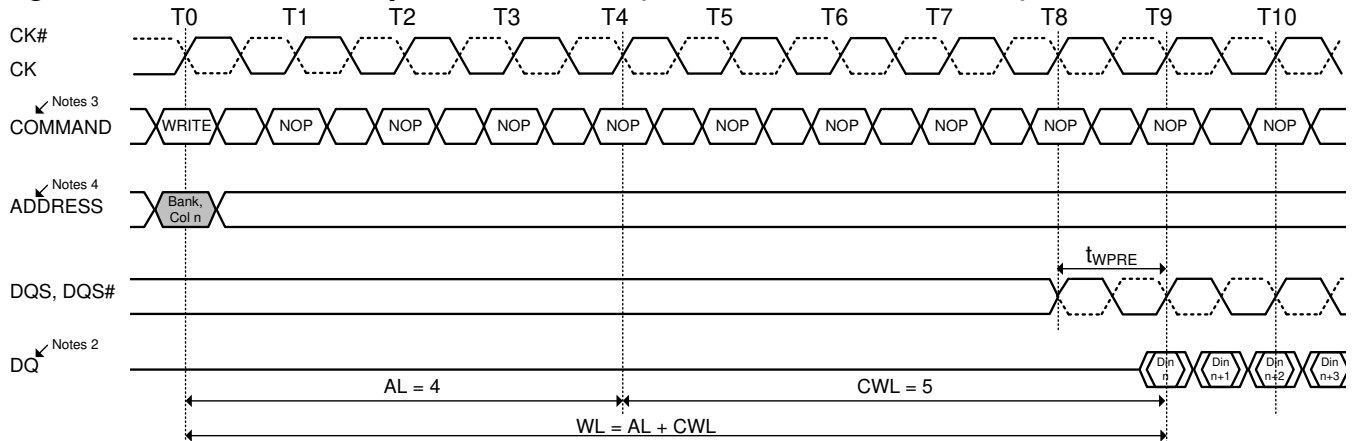 T0 T1 T2 T3 T4 T5 T6 T7 T8 T9 T10
CK#
CK
Notes 3
COMMAND WRITE NOP NOP NOP NOP NOP NOP NOP NOP NOP NOP
Notes 4
ADDRESS
Bank,
Col n
tWPRE
DQS, DQS#
Notes 2
DQ
Din n
Din n+1
Din n+2
Din n+3
AL = 4 CWL = 5
WL = AL + CWL